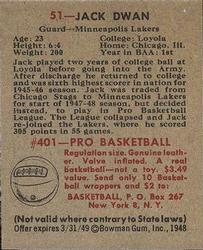 51—JACK DWAN
Guard—Minneapolis Lakers
Age: 23 College: Loyola
Height: 6:4 Home: Chicago, Ill.
Weight: 200 Year in BAA: 1st
Jack played two years of college ball at
Loyola before going into the Army.
After discharge he returned to college
and was sixth highest scorer in nation in
1945-46 season. Jack was traded from
Chicago Stags to Minneapolis Lakers
for start of 1947-48 season, but decided
instead, to play in Pro Basketball
League. The League collapsed and Jack
re-joined the Lakers, where he scored
305 points in 55 games.
#401—PRO BASKETBALL
Regulation size. Genuine leath-
er. Valve inflated. A real
Basketball—not a toy. $3.49
value. Send only 10 Basket-
ball wrappers and $2 to:
BASKETBALL, P. O. Box 267
New York 8, N. Y.
(Not valid where contrary to State laws)
Offer expires 3/31/49 ©Bowman Gum, Inc., 1948